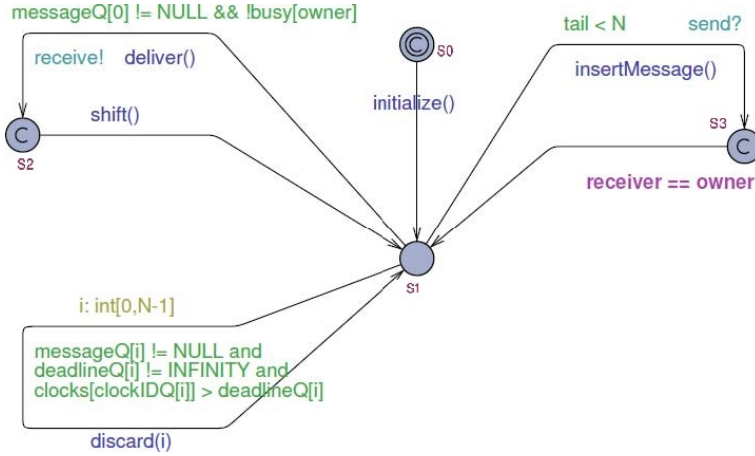 messageQ[0] != NULL && !busy[owner]
tail < N send?
receive! deliver()
C
S0
insertMessage()
initialize()
shift()
S3
C
S2
C
receiver == owner
S1
i: int[0,N-1]
messageQ[i] != NULL and
deadlineQ[i] != INFINITY and
clocks[clockIDQ[i]] > deadlineQ[i]
discard(i)